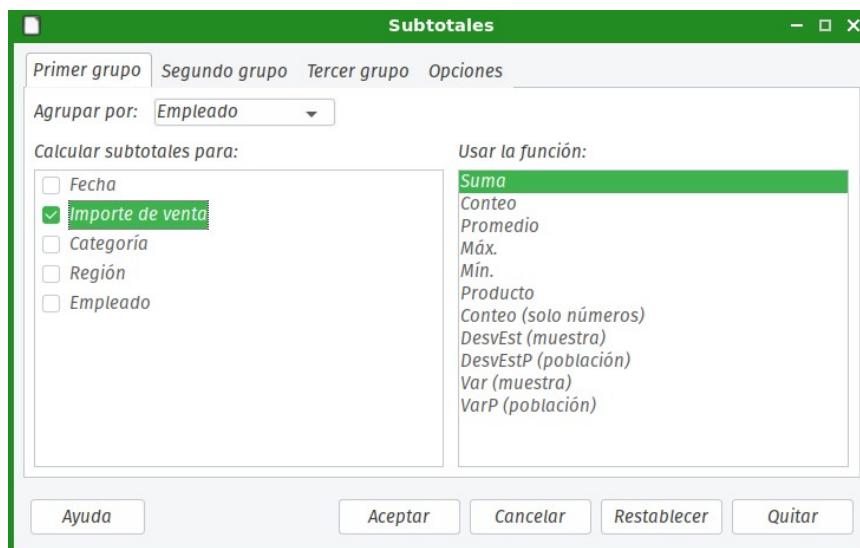 Subtotales
Primer grupo Segundo grupo Tercer grupo Opciones
Agrupar por: Empleado
Calcular subtotales para:
Fecha
Importe de venta
Categoría
Región
Empleado
Usar la función:
Suma
Conteo
Promedio
Máx.
Mín.
Producto
Conteo (solo números)
DesvEst (muestra)
DesvEstP (población)
Var (muestra)
VarP (población)
Ayuda Aceptar Cancelar Restablecer Quitar